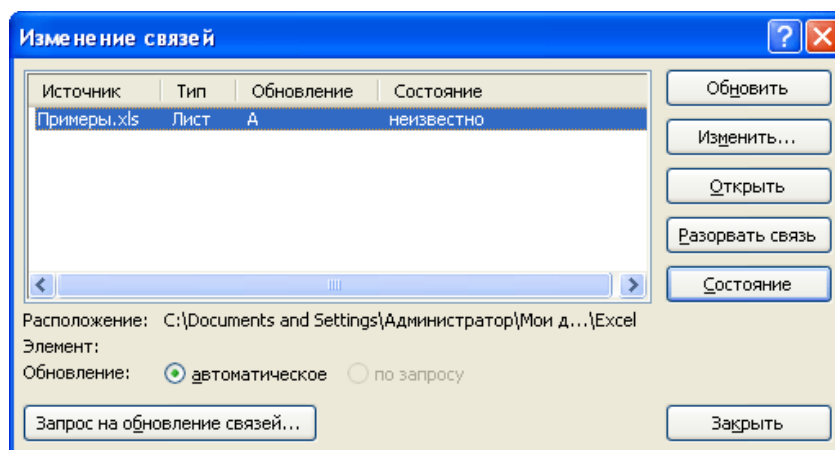 Изменение связей
Источник Тип Обновление Состояние
Примеры.xls Лист А неизвестно
Обновить
Изменить...
Открыть
Разорвать связь
Состояние
Расположение: C:\Documents and Settings\Администратор\Мои д...\Excel
Элемент:
Обновление: автоматическое по запросу
Запрос на обновление связей...
Закрыть